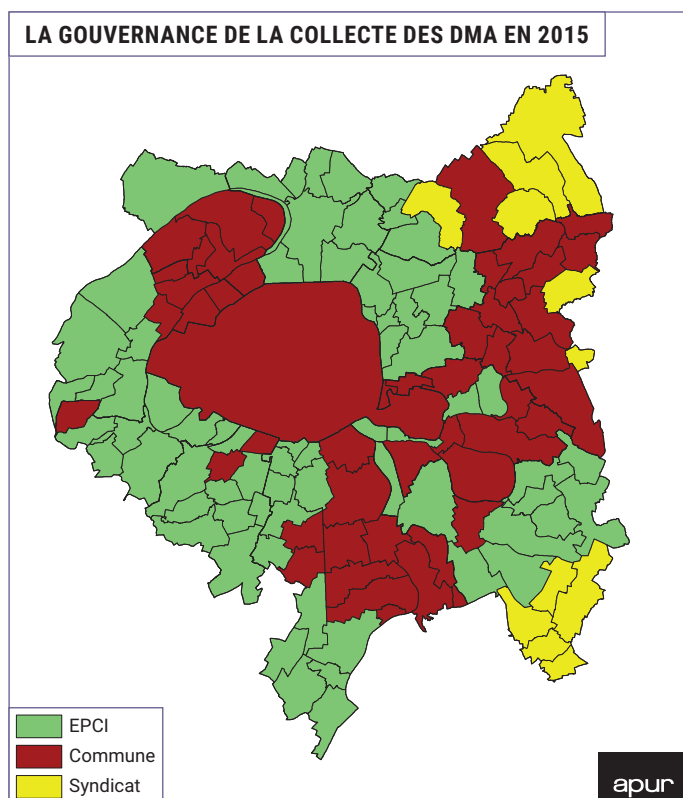 LA GOUVERNANCE DE LA COLLECTE DES DMA EN 2015
EPCI
Commune
Syndicat
apur